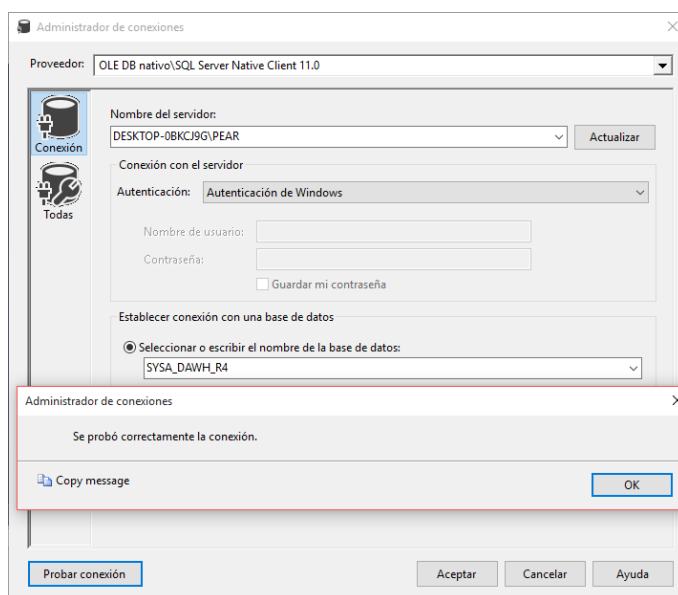 Administrador de conexiones
Proveedor: OLE DB nativo\SQL Server Native Client 11.0
Conexión
Todas
Nombre del servidor:
DESKTOP-0BKCJ9G\PEAR
Actualizar
Conexión con el servidor
Autenticación: Autenticación de Windows
Nombre de usuario:
Contraseña:
Guardar mi contraseña
Establecer conexión con una base de datos
Seleccionar o escribir el nombre de la base de datos:
SYSA_DAWH_R4
Administrador de conexiones
Se probó correctamente la conexión.
Copy message
OK
Probar conexión Aceptar Cancelar Ayuda